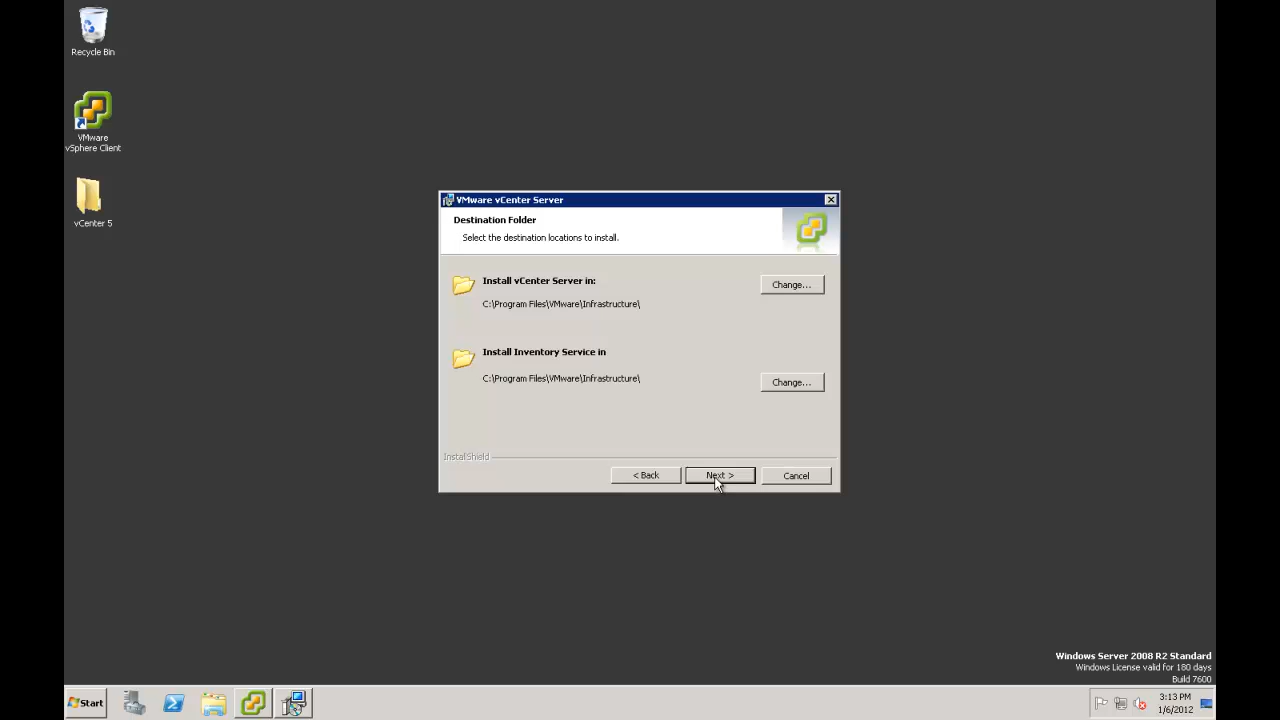 Recycle Bin
VMware
vSphere Client
vCenter 5
VMware vCenter Server
Destination Folder
Select the destination locations to install.
Install vCenter Server in:
Change...
C:\Program Files\VMware\Infrastructure\
Install Inventory Service in
C:\Program Files\VMware\Infrastructure\
Change...
InstallShield
< Back
Next >
Cancel
Windows Server 2008 R2 Standard
Windows License valid for 180 days
Build 7600
Start
3:13 PM
1/6/2012